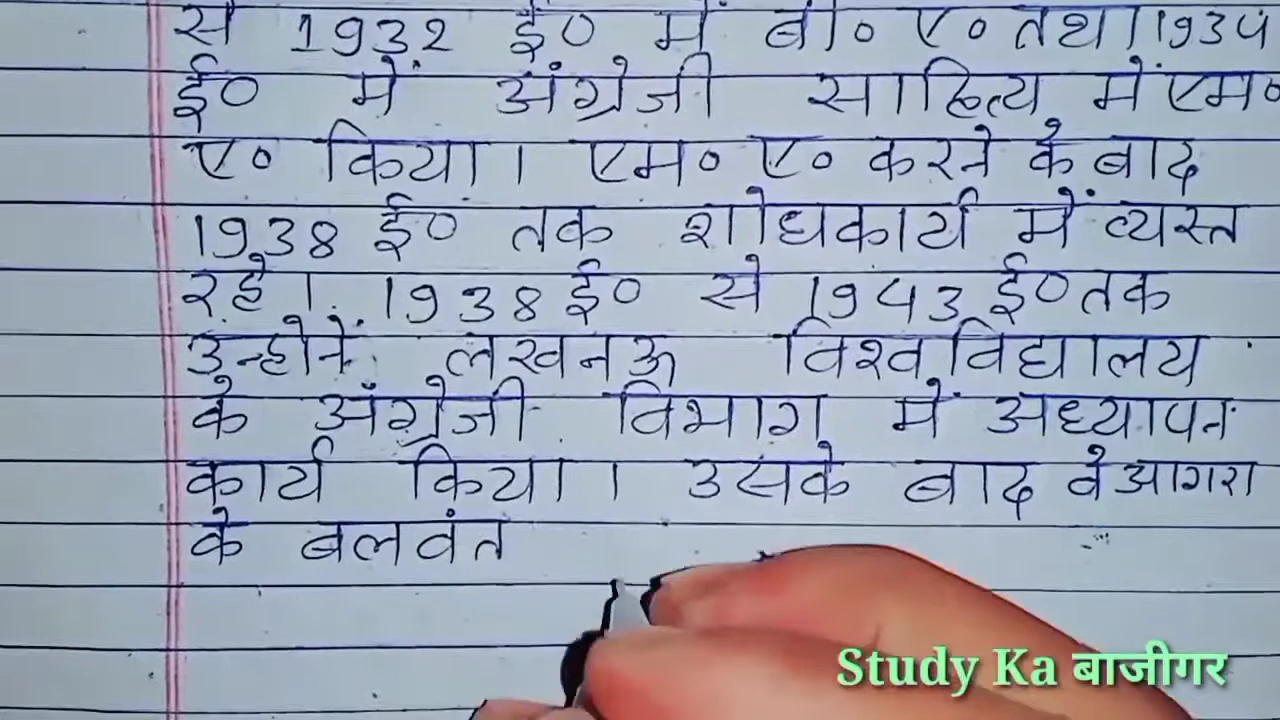 से 1932 ई० में बी० ए० तथा 1934
ई० में अंग्रेजी साहित्य में एम०
ए० किया। एम० ए० करने के बाद
1938 ई० तक शोधकार्य में व्यस्त
रहे। 1938 ई० से 1943 ई० तक
उन्होंने लखनऊ विश्वविद्यालय
के अंग्रेजी विभाग में अध्यापन
कार्य किया। उसके बाद वे आगरा
के बलवंत
Study Ka बाजीगर